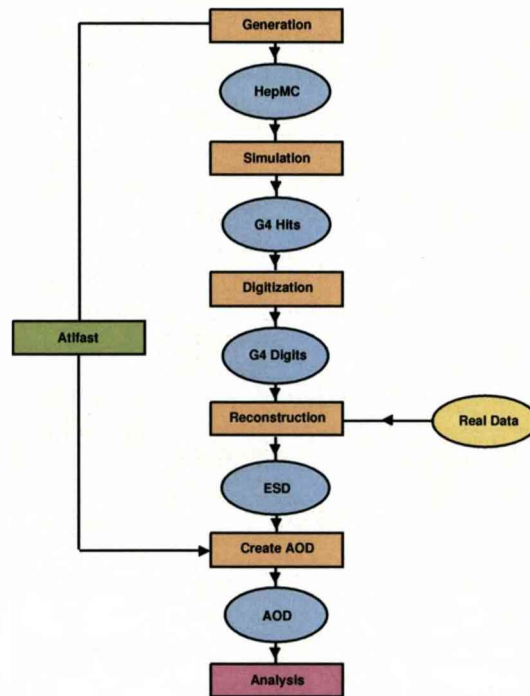 Generation
HepMC
Simulation
G4 Hits
Digitization
Atlfast
G4 Digits
Reconstruction
Real Data
ESD
Create AOD
AOD
Analysis